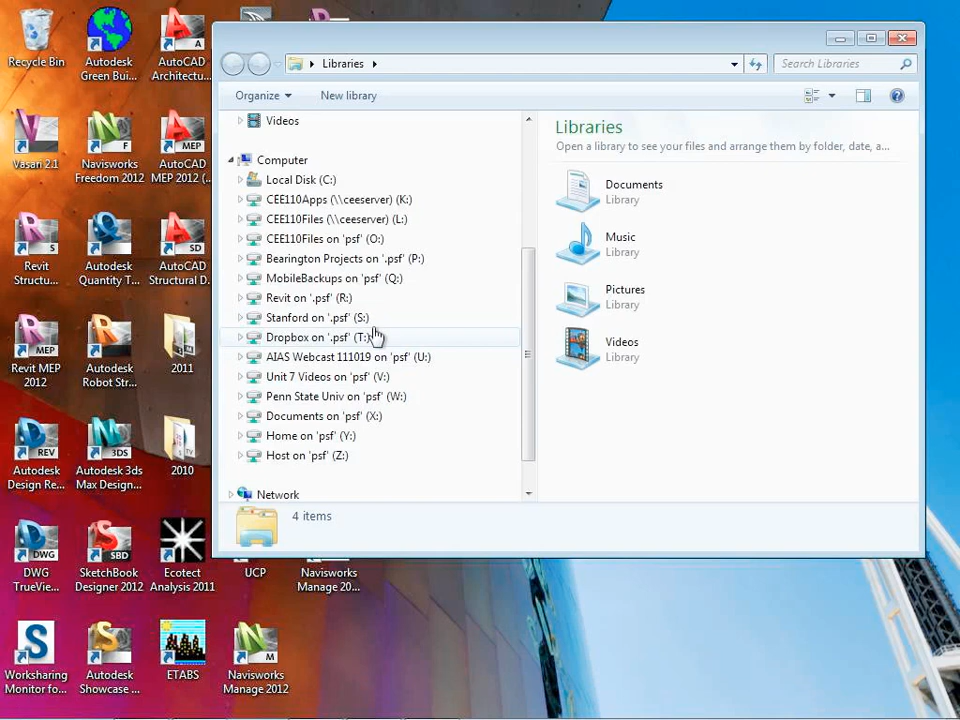 Recycle Bin
Autodesk
Green Bui...
AutoCAD
Architectu...
A
Vasari 2.1
Navisworks
Freedom 2012
F
AutoCAD
MEP 2012 (...
MEP
Revit
Structu...
S
Autodesk
Quantity T...
AutoCAD
Structural D...
SD
Revit MEP
2012
MEP
Autodesk
Robot Str...
2011
Autodesk
Design Re...
REV
Autodesk 3ds
Max Design...
3DS
2010
DWG
TrueVie...
DWG
SketchBook
Designer 2012
SBD
Ecotect
Analysis 2011
UCP
Navisworks
Manage 20...
Worksharing
Monitor fo...
Autodesk
Showcase ...
ETABS
Navisworks
Manage 2012
M
Libraries
Search Libraries
Organize
New library
Videos
Computer
Local Disk (C:)
CEE110Apps (\\ceeserver) (K:)
CEE110Files (\\ceeserver) (L:)
CEE110Files on 'psf' (O:)
Bearington Projects on '.psf' (P:)
MobileBackups on 'psf' (Q:)
Revit on '.psf' (R:)
Stanford on '.psf' (S:)
Dropbox on '.psf' (T:)
AIAS Webcast 111019 on 'psf' (U:)
Unit 7 Videos on 'psf' (V:)
Penn State Univ on 'psf' (W:)
Documents on 'psf' (X:)
Home on 'psf' (Y:)
Host on 'psf' (Z:)
Network
Libraries
Open a library to see your files and arrange them by folder, date, a...
Documents
Library
Music
Library
Pictures
Library
Videos
Library
4 items